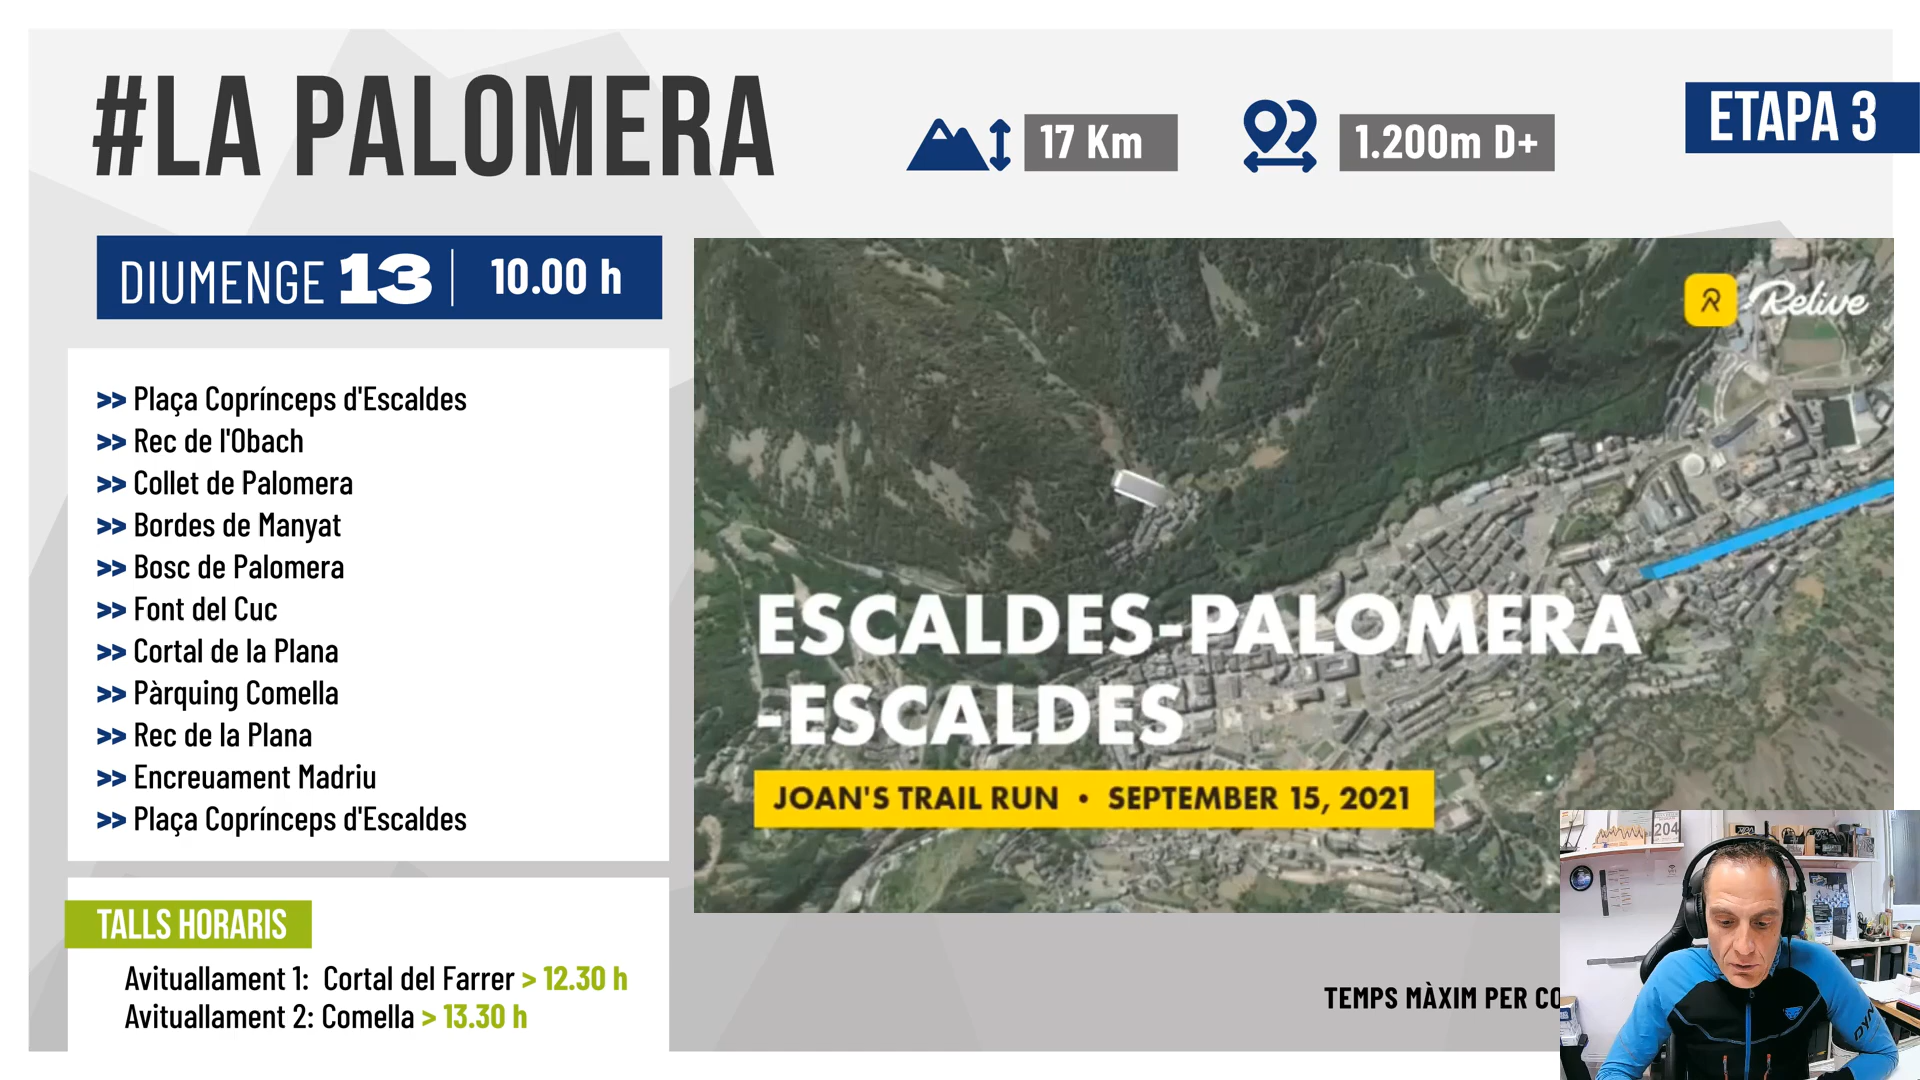 #LA PALOMERA
17 Km
1.200m D+
ETAPA 3
DIUMENGE 13 | 10.00 h
>> Plaça Coprínceps d'Escaldes
>> Rec de l'Obach
>> Collet de Palomera
>> Bordes de Manyat
>> Bosc de Palomera
>> Font del Cuc
>> Cortal de la Plana
>> Pàrquing Comella
>> Rec de la Plana
>> Encreuament Madriu
>> Plaça Coprínceps d'Escaldes
TALLS HORARIS
Avituallament 1: Cortal del Farrer > 12.30 h
Avituallament 2: Comella > 13.30 h
Relive
ESCALDES-PALOMERA
-ESCALDES
JOAN'S TRAIL RUN • SEPTEMBER 15, 2021
TEMPS MÀXIM PER CO
204
DYN